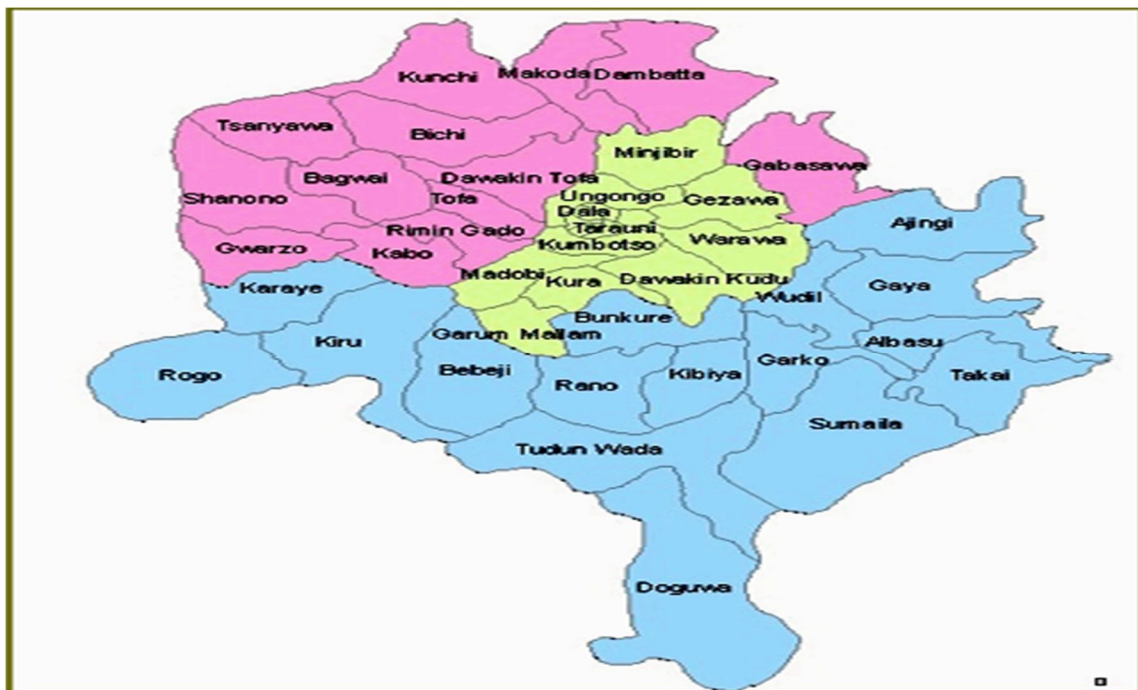 Kunchi
Makoda
Dambatta
Tsanyawa
Bichi
Minjibir
Gabasawa
Bagwai
Dawakin Tofa
Shanono
Tofa
Ungongo
Gezawa
Dala
Tarauni
Ajingi
Rimin Gado
Gwarzo
Kabo
Kumbotso
Warawa
Madobi
Kura
Dawakin Kudu
Karaye
Wudil
Gaya
Bunkure
Garum Mallam
Kiru
Albasu
Rogo
Bebeji
Rano
Kibiya
Garko
Takai
Sumaila
Tudun Wada
Doguwa